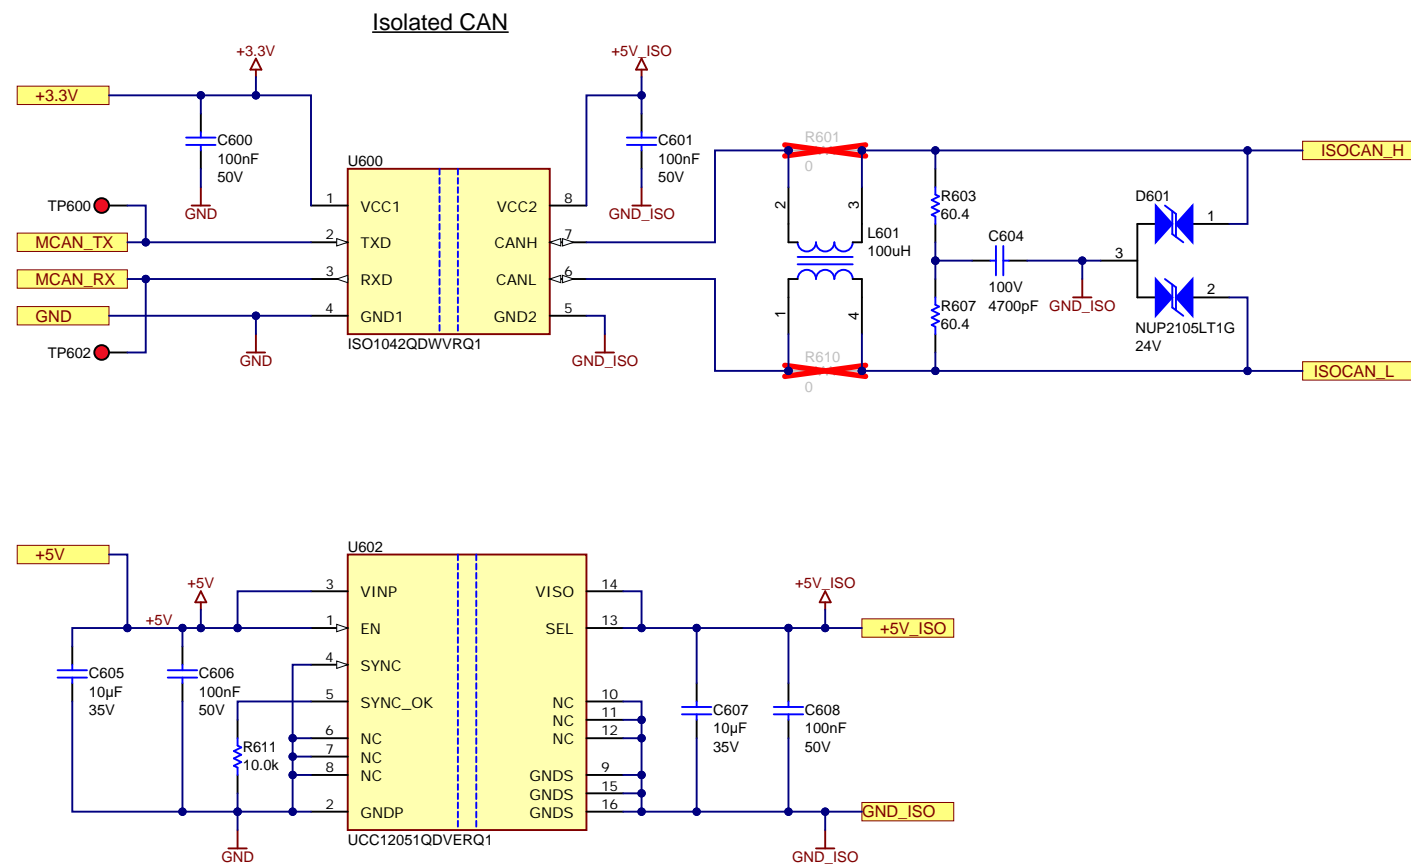 Isolated CAN
+3.3V
+5V_ISO
+3.3V
C600
100nF
50V
GND
C601
100nF
50V
GND_ISO
R601
0
ISOCAN_H
U600
TP600
MCAN_TX
MCAN_RX
GND
TP602
1 VCC1
2 TXD
3 RXD
4 GND1
VCC2 8
CANH 7
CANL 6
GND2 5
ISO1042QDWVRQ1
GND
GND_ISO
2
3
L601
100uH
1
4
R610
0
R603
60.4
R607
60.4
C604
100V
4700pF
GND_ISO
D601
1
3
2
NUP2105LT1G
24V
ISOCAN_L
+5V
U602
+5V
+5V
+5V_ISO
3 VINP
1 EN
4 SYNC
5 SYNC_OK
6 NC
7 NC
8 NC
2 GNDP
VISO 14
SEL 13
NC 10
NC 11
NC 12
GNDS 9
GNDS 15
GNDS 16
+5V_ISO
C605
10µF
35V
C606
100nF
50V
R611
10.0k
C607
10µF
35V
C608
100nF
50V
GND_ISO
UCC12051QDVERQ1
GND
GND_ISO